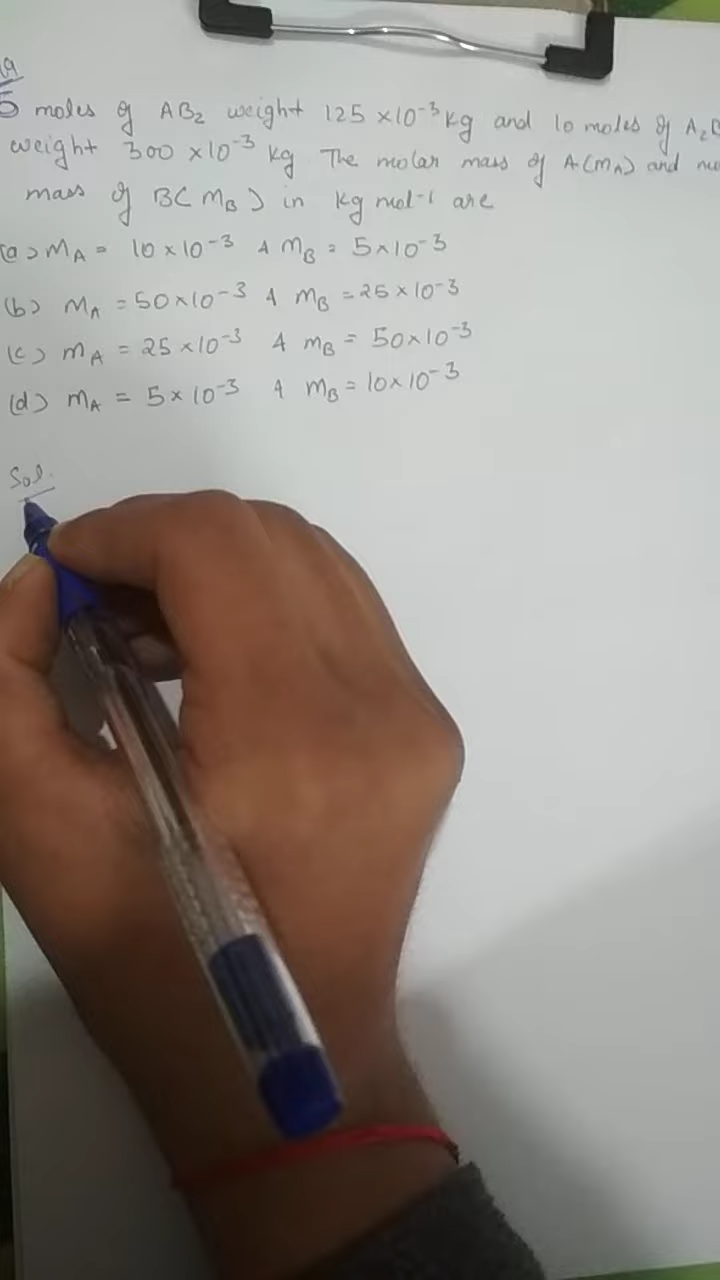 5 moles of AB₂ weight 125 ×10⁻³ kg and 10 moles of A₂B
weight 300 ×10⁻³ kg The molar mass of A(MA) and
mass of B( MB ) in kg mol⁻¹ are
(a) MA = 10×10⁻³ & MB = 5×10⁻³
(b) MA = 50×10⁻³ & MB = 25×10⁻³
(c) MA = 25 ×10⁻³ & MB = 50×10⁻³
(d) MA = 5×10⁻³ & MB = 10×10⁻³
Sol.